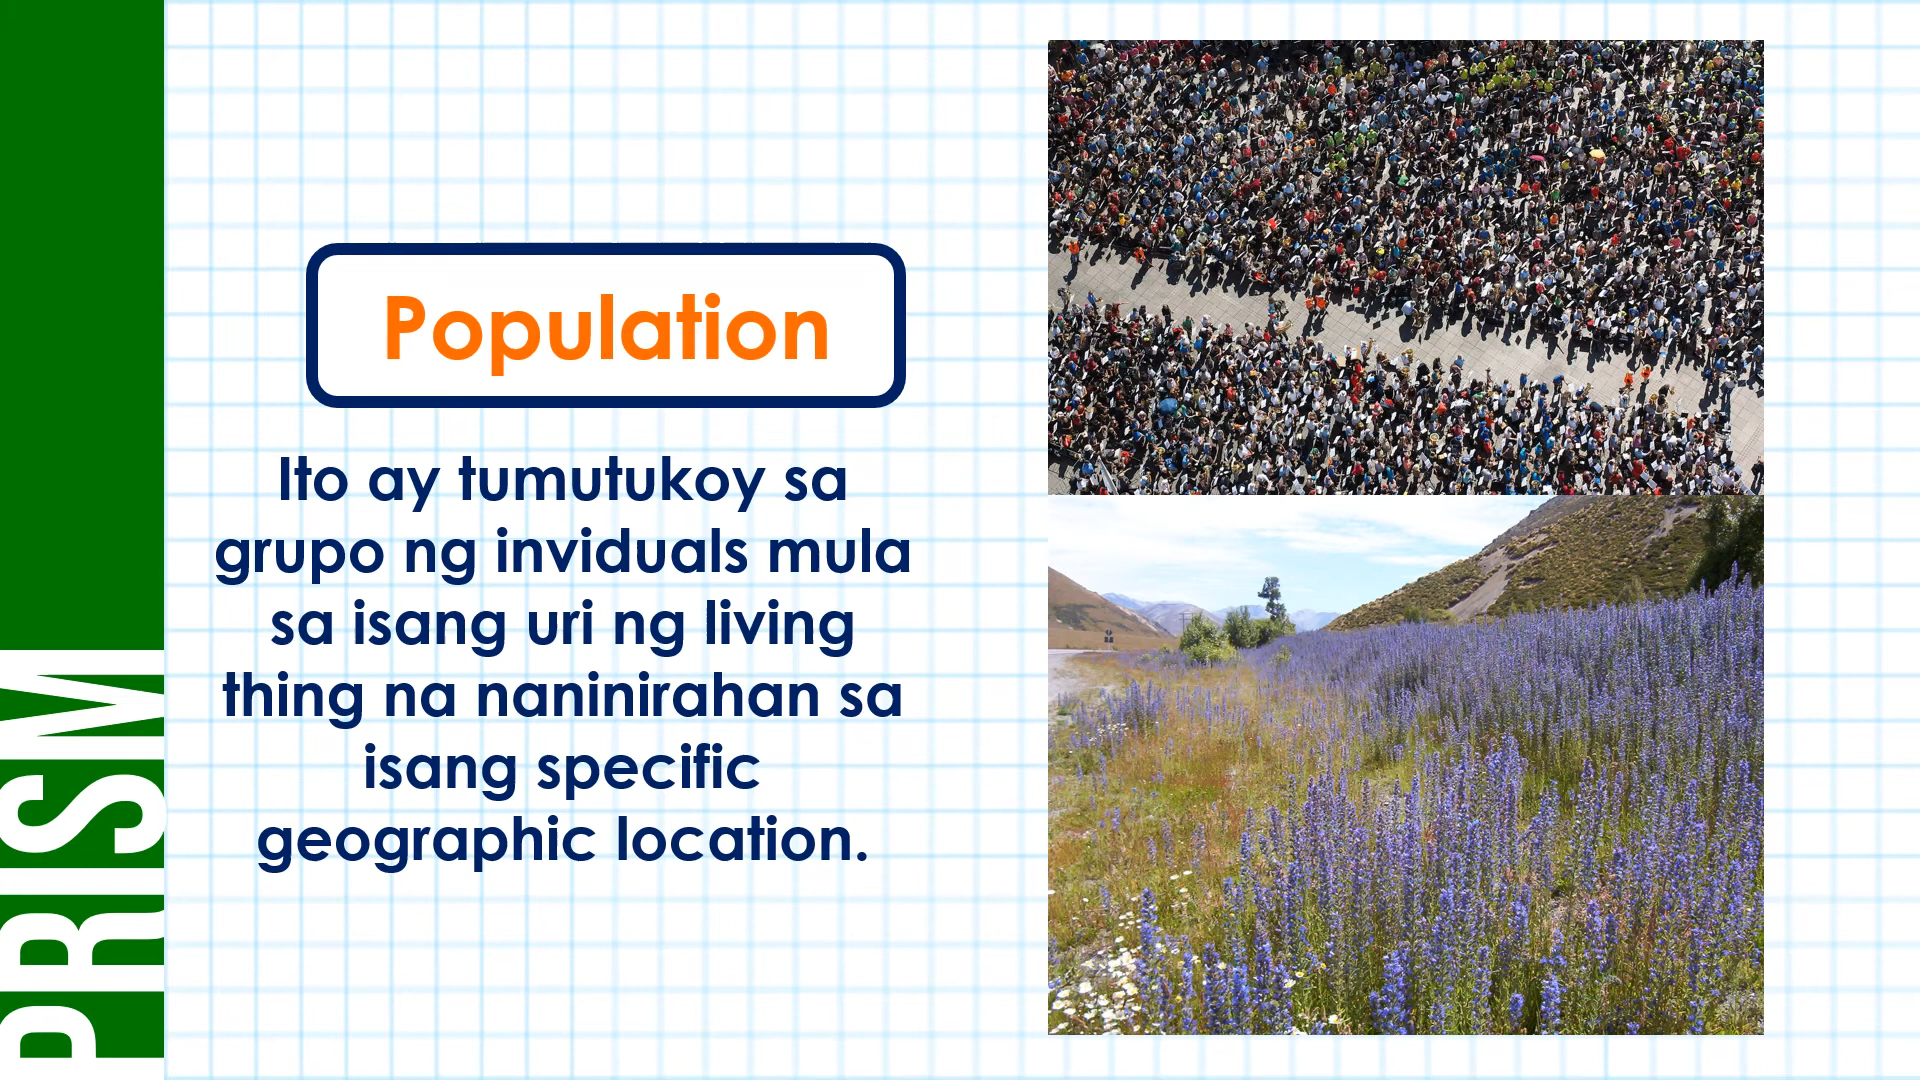 PRISM
Population
Ito ay tumutukoy sa
grupo ng inviduals mula
sa isang uri ng living
thing na naninirahan sa
isang specific
geographic location.